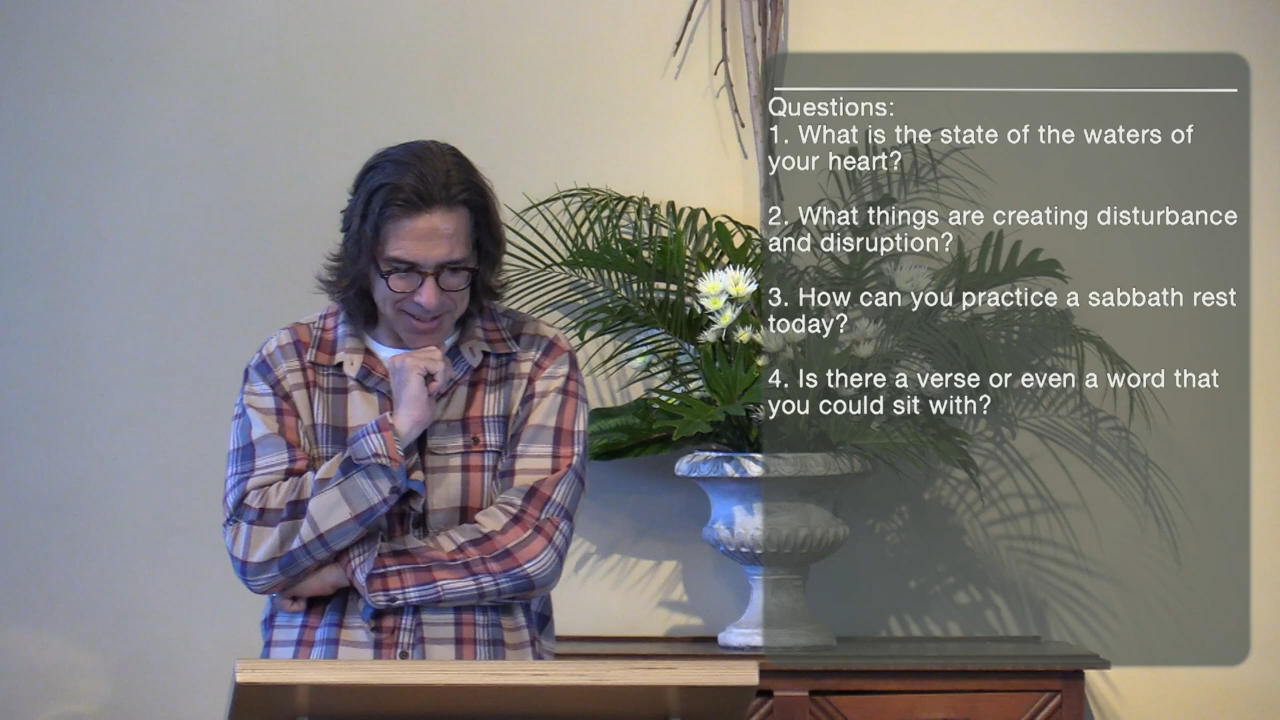 Questions:
1. What is the state of the waters of
your heart?
2. What things are creating disturbance
and disruption?
3. How can you practice a sabbath rest
today?
4. Is there a verse or even a word that
you could sit with?